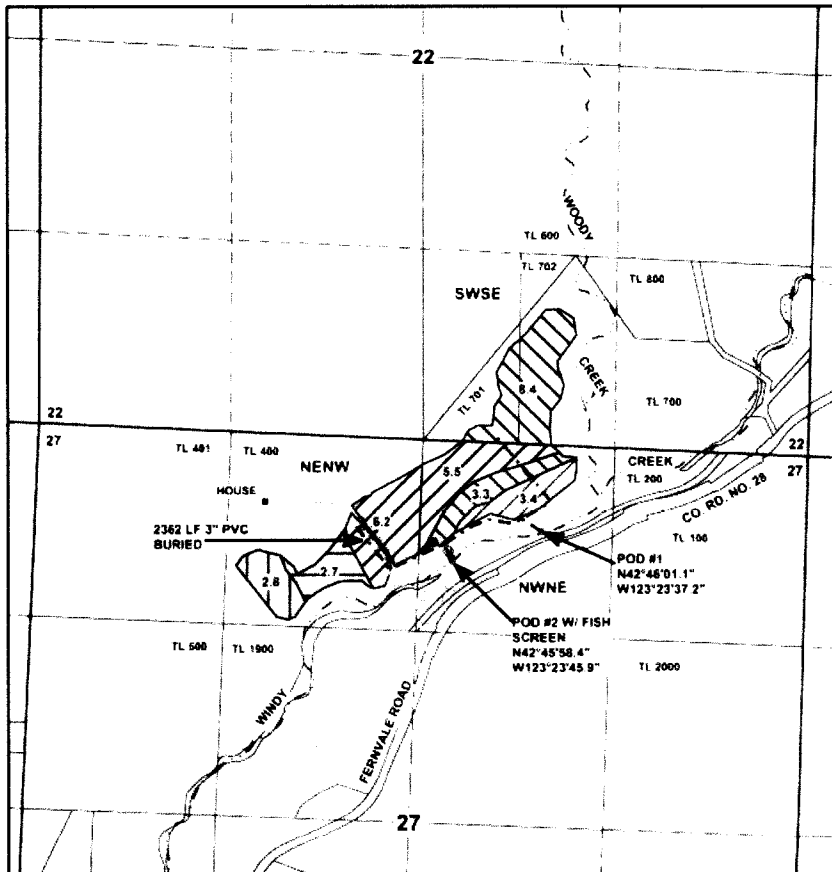 22
WOODY
TL 600
TL 702
TL 800
SWSE
CREEK
8.4
TL 701
TL 700
22
27
TL 401
TL 400
NENW
5.5
CREEK
22
27
TL 200
HOUSE
3.3
3.4
CO RD. NO. 28
6.2
2362 LF 3" PVC
BURIED
TL 100
2.7
2.8
NWNE
POD #1
N42°46'01.1"
W123°23'37.2"
POD #2 W/ FISH
SCREEN
N42°45'58.4"
W123°23'45.9"
TL 500
TL 1900
TL 2000
WINDY
FERNVALE ROAD
27